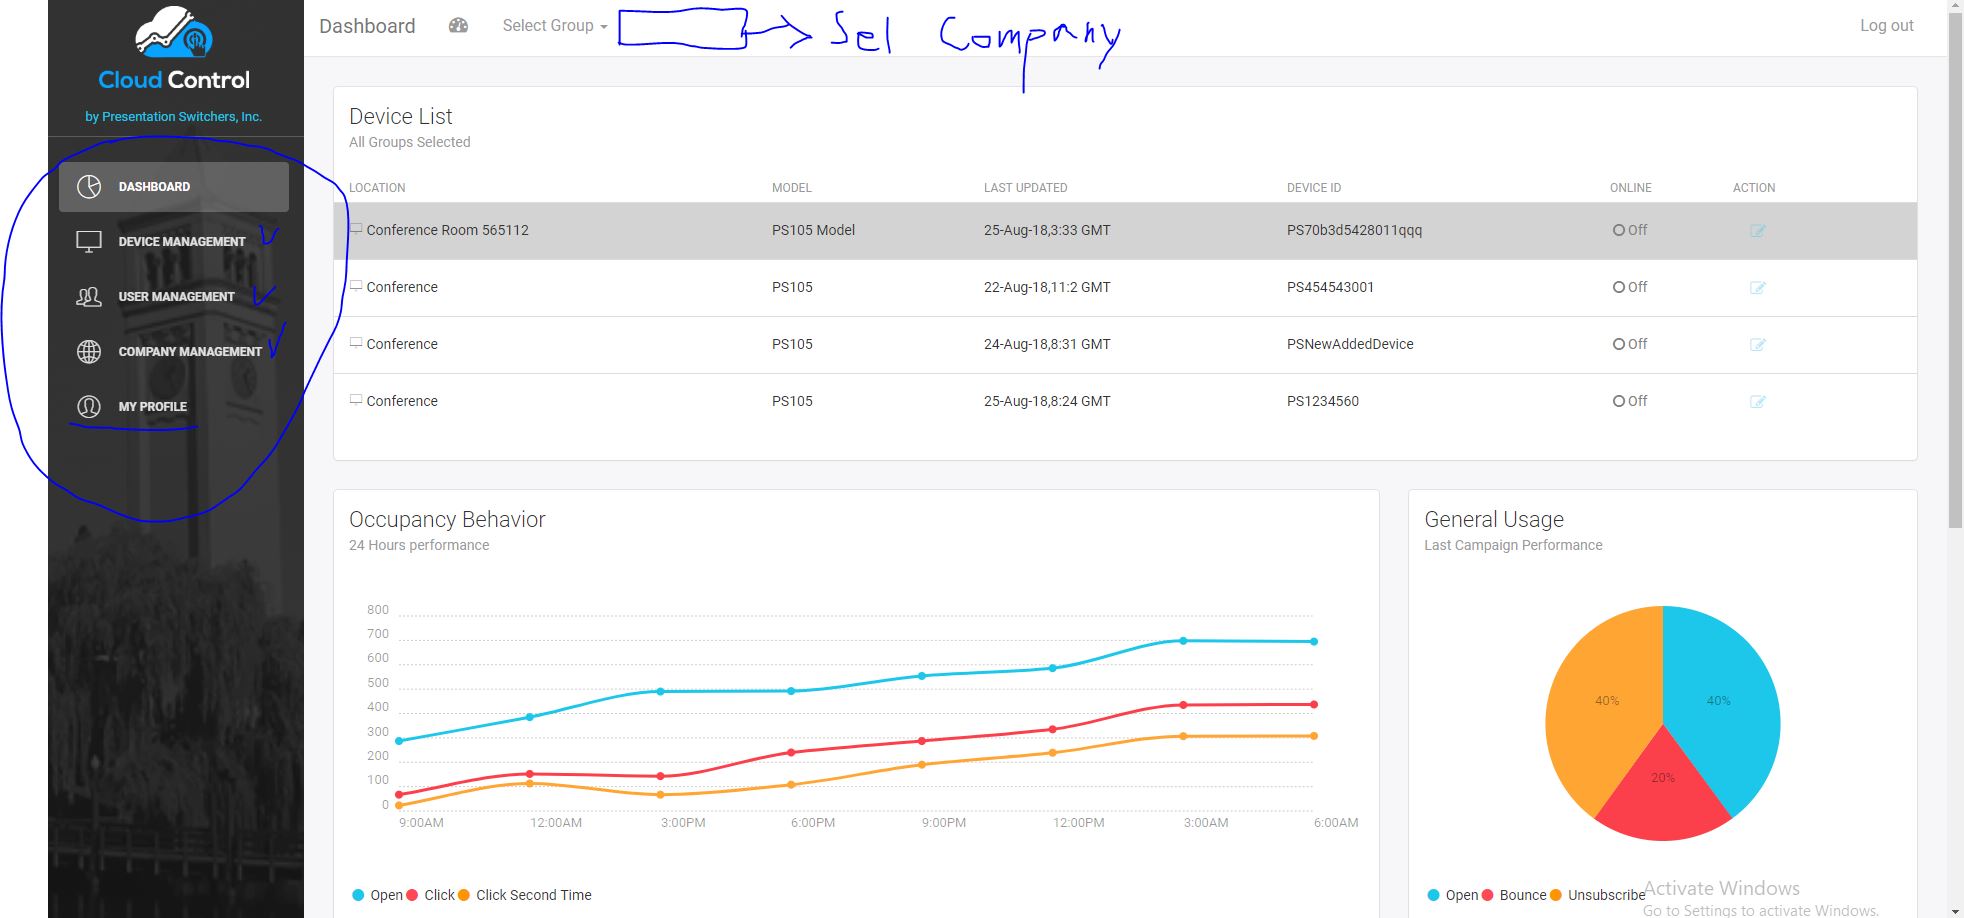 Cloud Control
by Presentation Switchers, Inc.
DASHBOARD
DEVICE MANAGEMENT
USER MANAGEMENT
COMPANY MANAGEMENT
MY PROFILE
Dashboard Select Group Sel Company Log out
Device List
All Groups Selected
LOCATION MODEL LAST UPDATED DEVICE ID ONLINE ACTION
Conference Room 565112 PS105 Model 25-Aug-18,3:33 GMT PS70b3d5428011qqq Off
Conference PS105 22-Aug-18,11:2 GMT PS454543001 Off
Conference PS105 24-Aug-18,8:31 GMT PSNewAddedDevice Off
Conference PS105 25-Aug-18,8:24 GMT PS1234560 Off
Occupancy Behavior
24 Hours performance
800
700
600
500
400
300
200
100
0
9:00AM 12:00AM 3:00PM 6:00PM 9:00PM 12:00PM 3:00AM 6:00AM
Open Click Click Second Time
General Usage
Last Campaign Performance
40% 40%
20%
Open Bounce Unsubscribe
Activate Windows
Go to Settings to activate Windows.